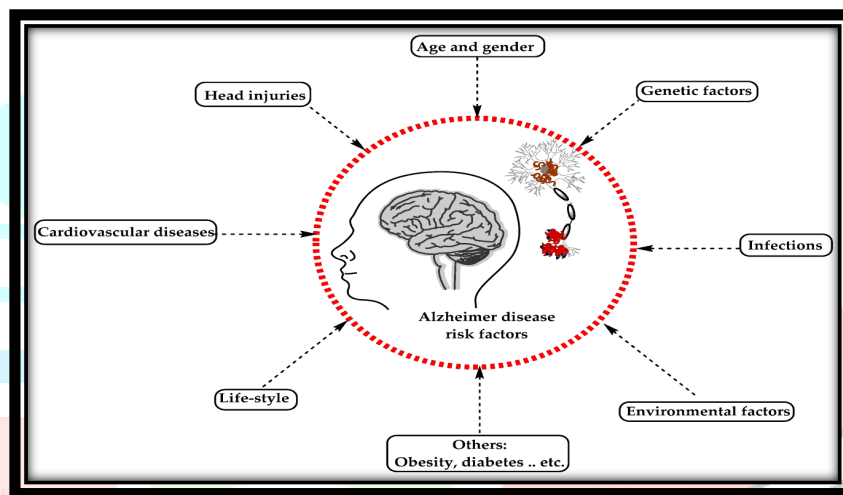 Age and gender
Head injuries
Genetic factors
Cardiovascular diseases
Infections
Alzheimer disease
risk factors
Life-style
Environmental factors
Others:
Obesity, diabetes .. etc.